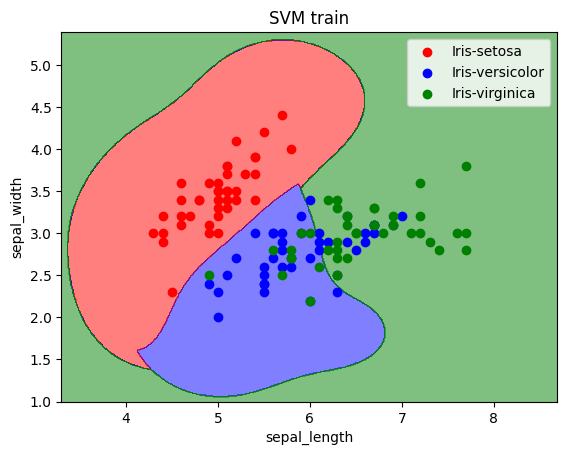 SVM train
Iris-setosa
Iris-versicolor
Iris-virginica
sepal_width
5.0
4.5
4.0
3.5
3.0
2.5
2.0
1.5
1.0
4
5
6
7
8
sepal_length